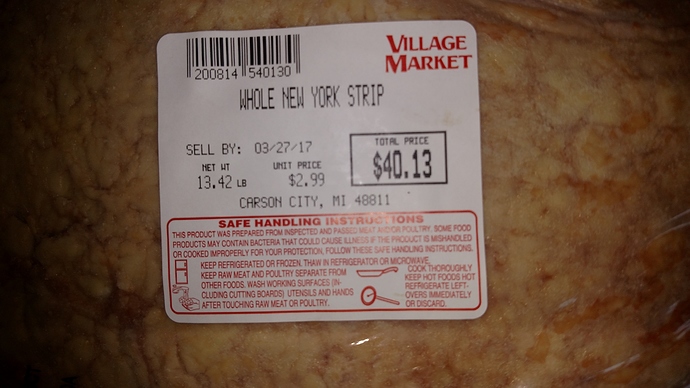 VILLAGE
MARKET
200814 540130
WHOLE NEW YORK STRIP
SELL BY: 03/27/17
TOTAL PRICE
$40.13
NET WT
UNIT PRICE
13.42 LB
$2.99
CARSON CITY, MI 48811
SAFE HANDLING INSTRUCTIONS
THIS PRODUCT WAS PREPARED FROM INSPECTED AND PASSED MEAT AND/OR POULTRY. SOME FOOD
PRODUCTS MAY CONTAIN BACTERIA THAT COULD CAUSE ILLNESS IF THE PRODUCT IS MISHANDLED
OR COOKED IMPROPERLY FOR YOUR PROTECTION, FOLLOW THESE SAFE HANDLING INSTRUCTIONS.
KEEP REFRIGERATED OR FROZEN. THAW IN REFRIGERATOR OR MICROWAVE.
KEEP RAW MEAT AND POULTRY SEPARATE FROM
OTHER FOODS. WASH WORKING SURFACES (IN-
CLUDING CUTTING BOARDS) UTENSILS AND HANDS
AFTER TOUCHING RAW MEAT OR POULTRY.
COOK THOROUGHLY
KEEP HOT FOODS HOT
REFRIGERATE LEFT-
OVERS IMMEDIATELY
OR DISCARD.